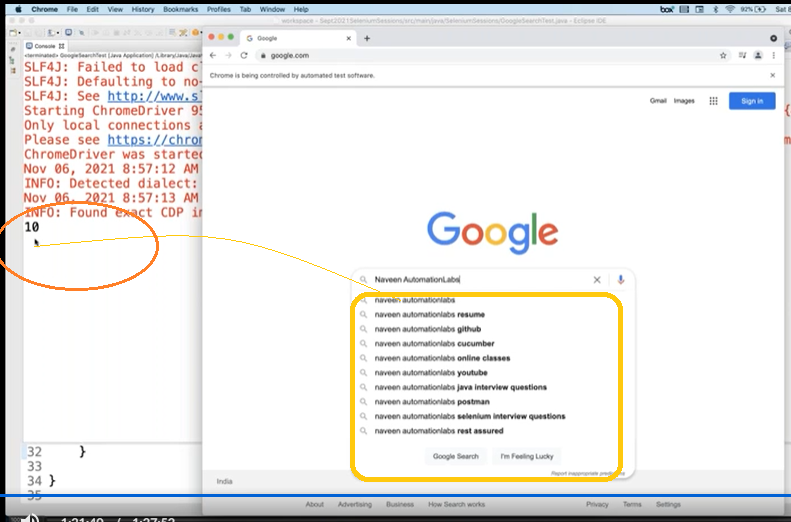 Chrome File Edit View History Bookmarks Profiles Tab Window Help box 92% Sat 8
workspace - Sept2021SeleniumSessions/src/main/java/SeleniumSessions/GoogleSearchTest.java - Eclipse IDE
Console
<terminated> GoogleSearchTest [Java Application] /Library/Java/Java
SLF4J: Failed to load cl
SLF4J: Defaulting to no-
SLF4J: See http://www.sl
Starting ChromeDriver 95
Only local connections a
Please see https://chrom
ChromeDriver was started
Nov 06, 2021 8:57:12 AM
INFO: Detected dialect:
Nov 06, 2021 8:57:13 AM
INFO: Found exact CDP im
10
32 }
33
34 }
35
Google
google.com
Chrome is being controlled by automated test software.
Gmail Images Sign in
Google
Naveen AutomationLabs
naveen automationlabs
naveen automationlabs resume
naveen automationlabs github
naveen automationlabs cucumber
naveen automationlabs online classes
naveen automationlabs youtube
naveen automationlabs java interview questions
naveen automationlabs postman
naveen automationlabs selenium interview questions
naveen automationlabs rest assured
Google Search I'm Feeling Lucky
Report inappropriate
India
About Advertising Business How Search works Privacy Terms Settings
1:21:40 / 1:27:52